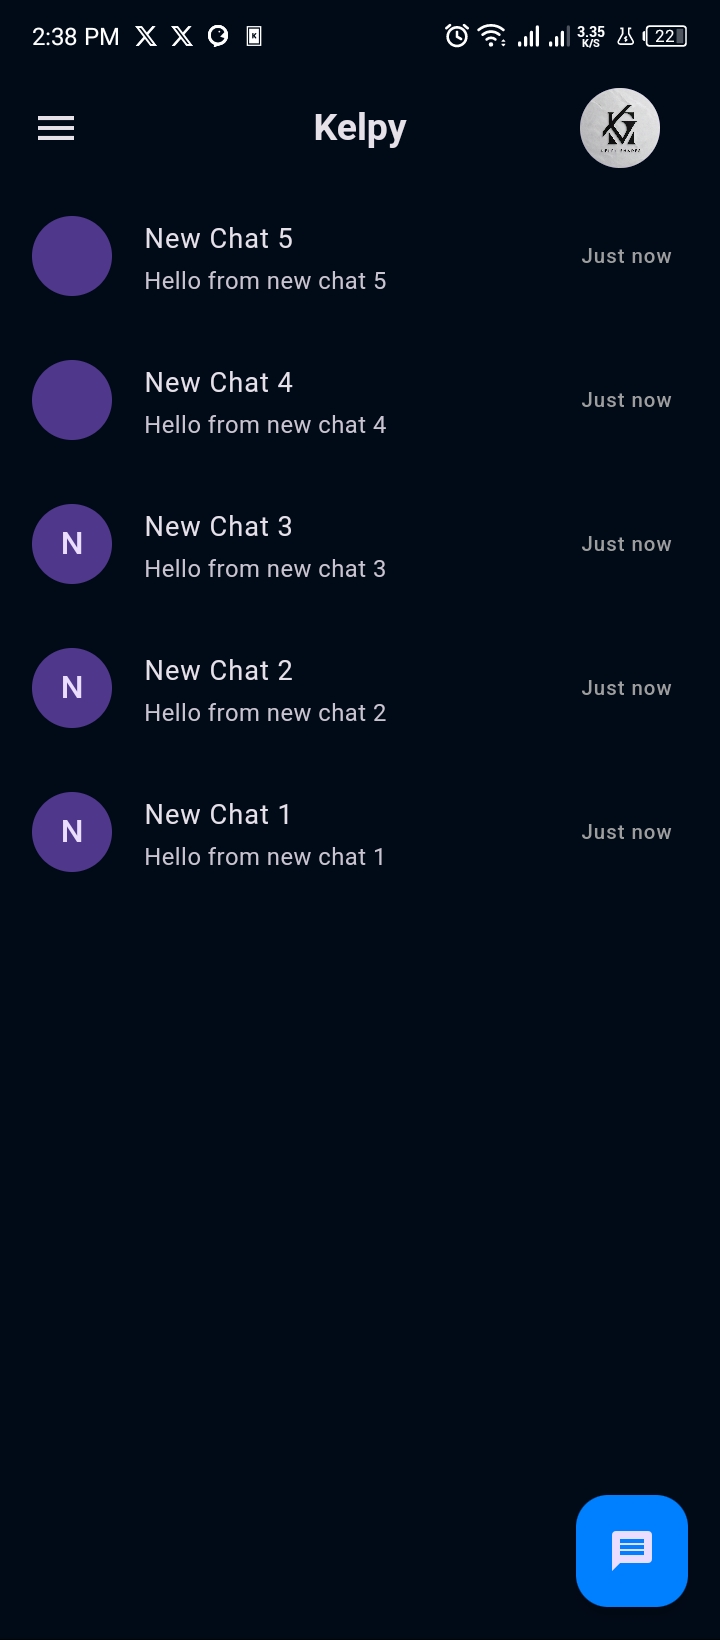 2:38 PM
3.35
K/S
22
Kelpy
New Chat 5
Hello from new chat 5
Just now
New Chat 4
Hello from new chat 4
Just now
N
New Chat 3
Hello from new chat 3
Just now
N
New Chat 2
Hello from new chat 2
Just now
N
New Chat 1
Hello from new chat 1
Just now